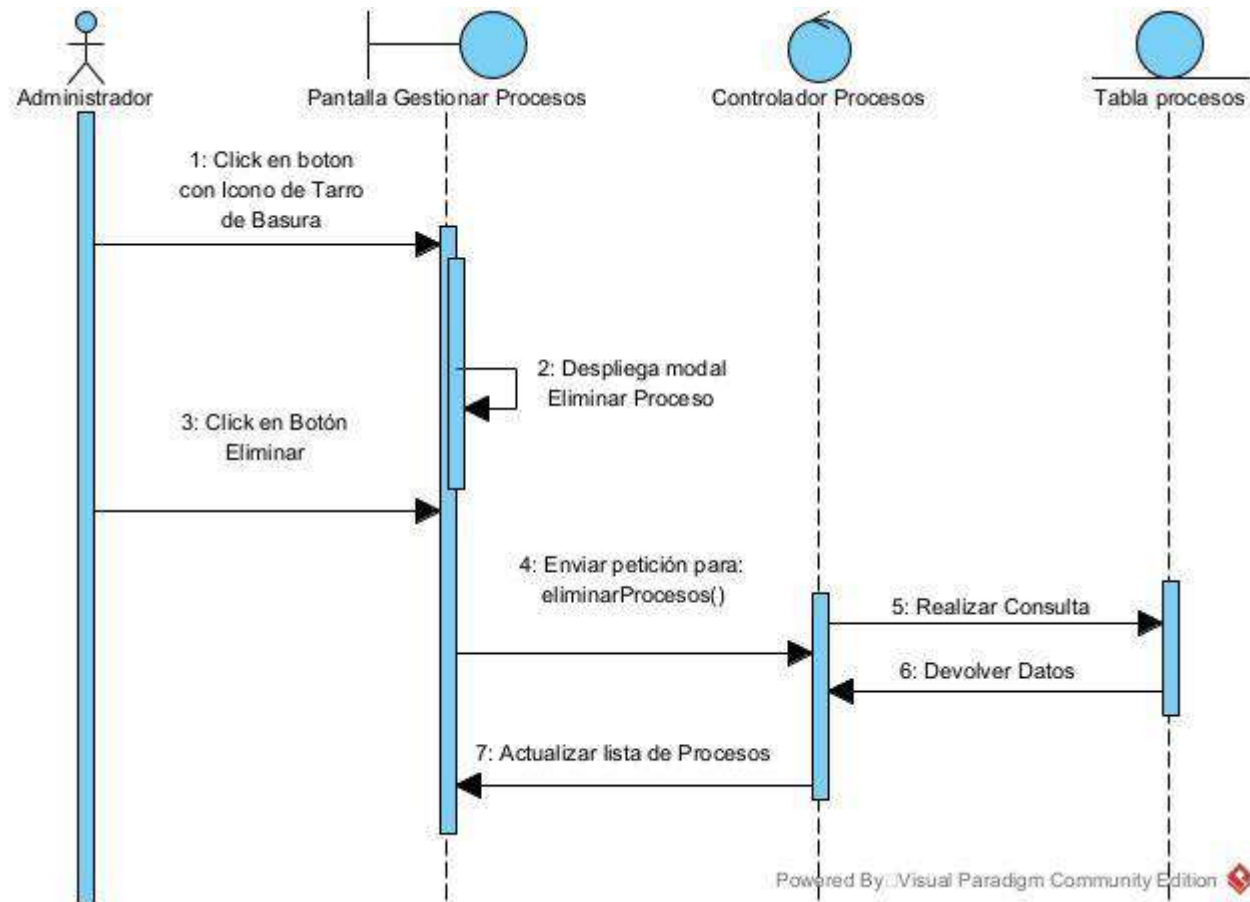 Administrador
Pantalla Gestionar Procesos
Controlador Procesos
Tabla procesos
1: Click en boton
con Icono de Tarro
de Basura
2: Despliega modal
Eliminar Proceso
3: Click en Botón
Eliminar
4: Enviar petición para:
eliminarProcesos()
5: Realizar Consulta
6: Devolver Datos
7: Actualizar lista de Procesos
Powered By Visual Paradigm Community Edition